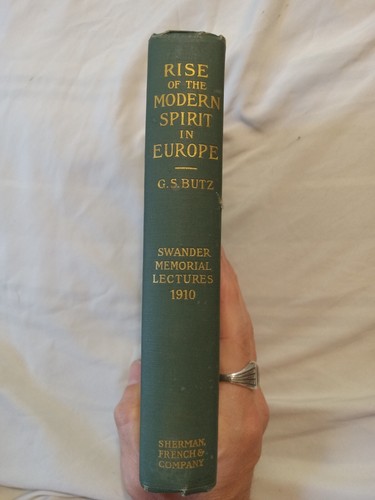 RISE
OF THE
MODERN
SPIRIT
IN
EUROPE
G. S. BUTZ
SWANDER
MEMORIAL
LECTURES
1910
SHERMAN,
FRENCH &
COMPANY